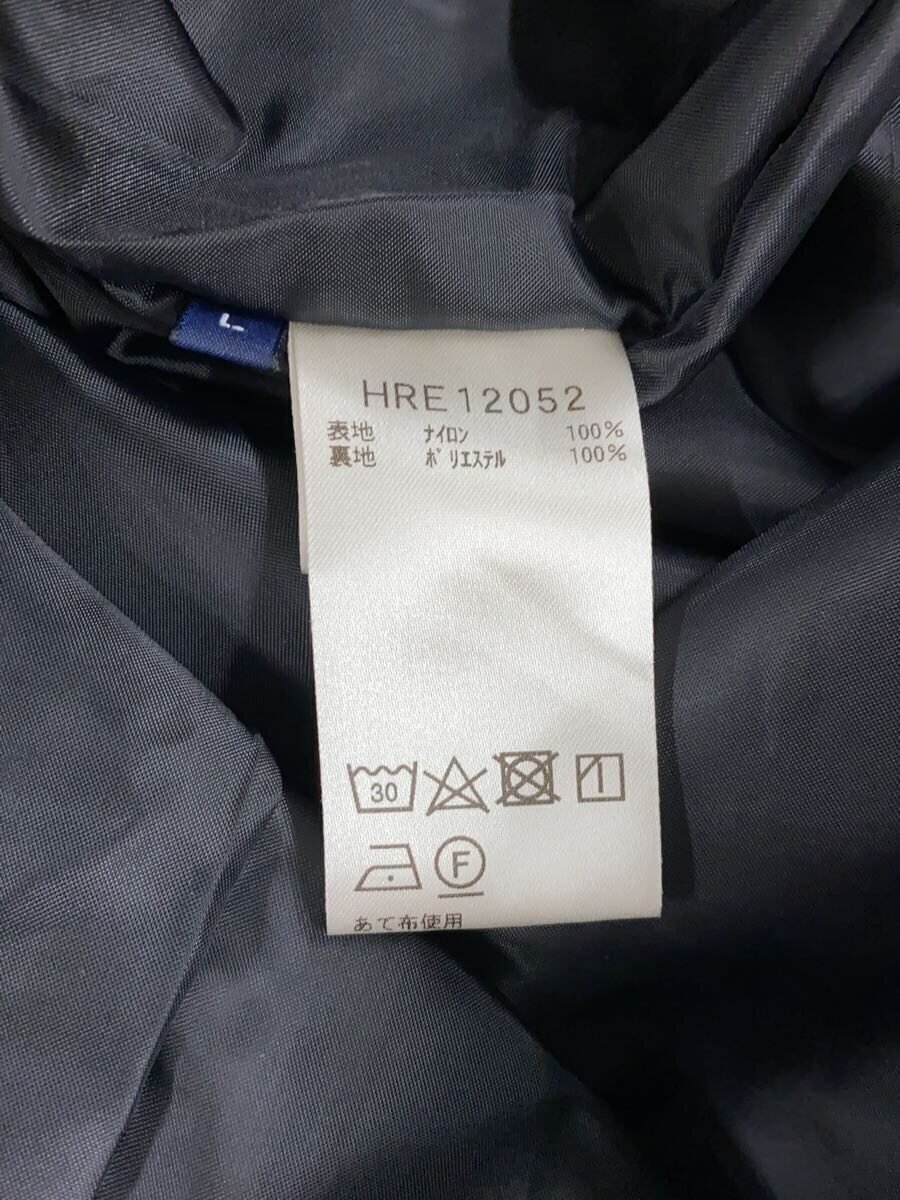 L
HRE12052
表地 ナイロン 100%
裏地 ポリエステル 100%
30
F
あて布使用